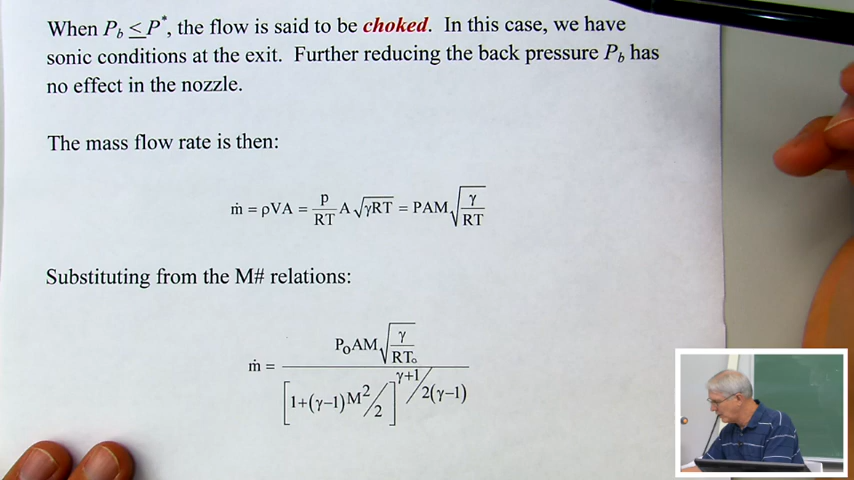 When P_b ≤ P*, the flow is said to be choked. In this case, we have
sonic conditions at the exit. Further reducing the back pressure P_b has
no effect in the nozzle.
The mass flow rate is then:
ṁ = ρVA = p/RT A √(γRT) = PAM √(γ/RT)
Substituting from the M# relations:
ṁ = P₀AM √(γ/RT₀) / [1+(γ−1)M²/2]^(γ+1/2(γ−1))